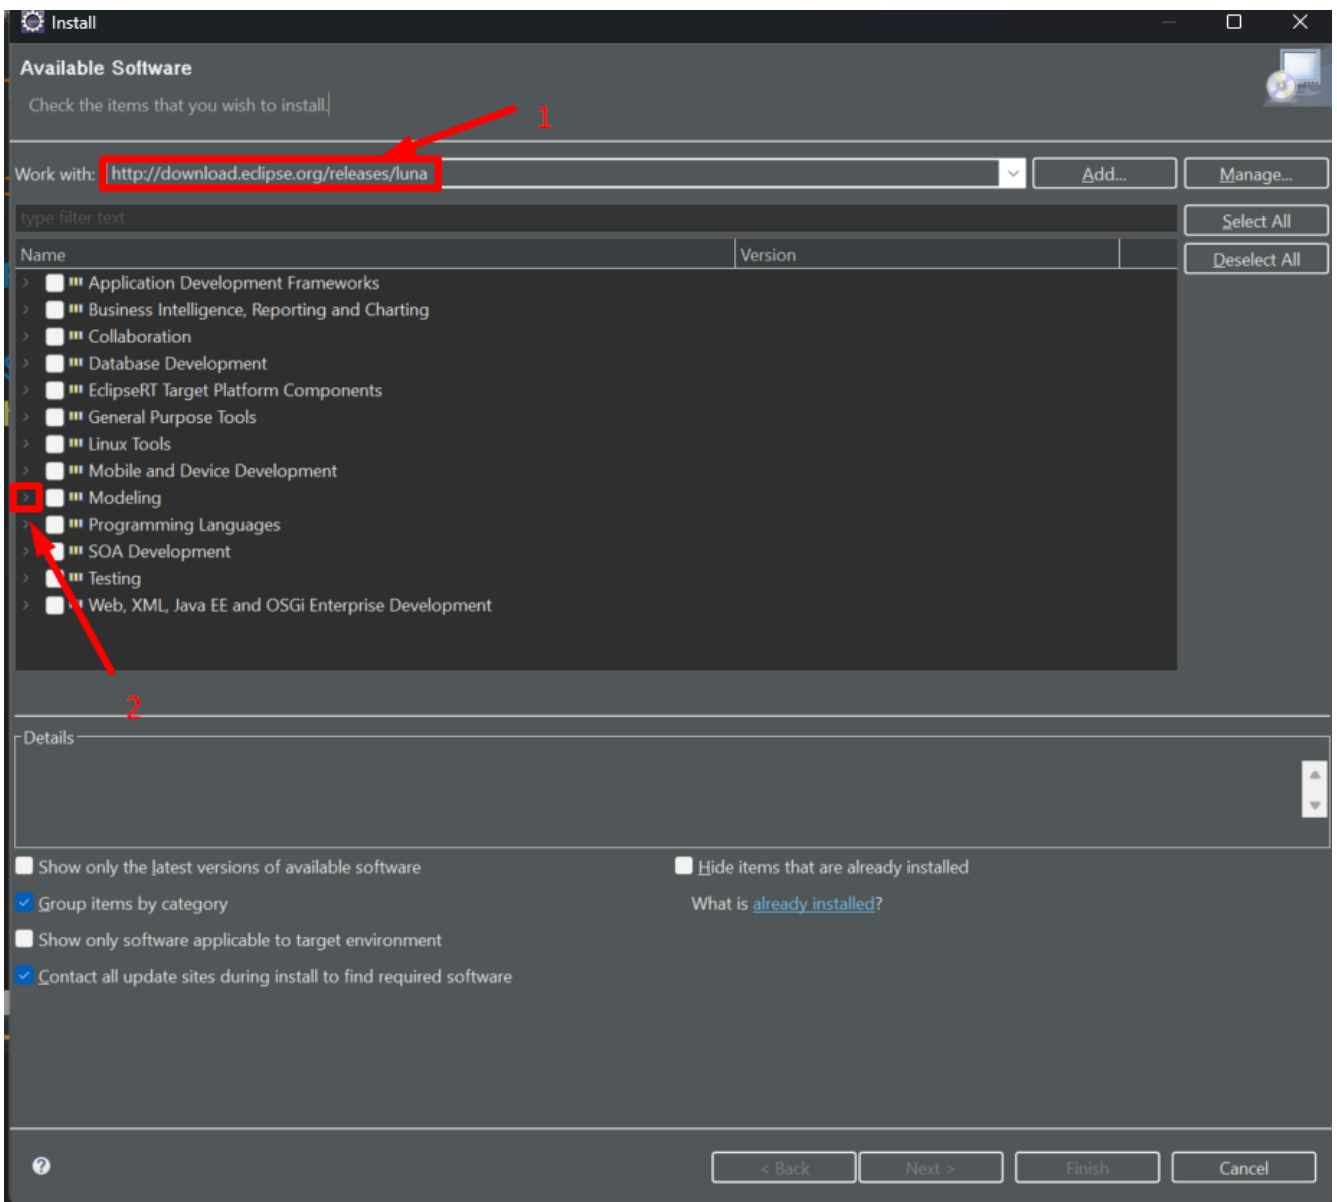 Install
Available Software
Check the items that you wish to install.
1
Work with: http://download.eclipse.org/releases/luna Add... Manage...
type filter text
Select All
Name Version
Deselect All
Application Development Frameworks
Business Intelligence, Reporting and Charting
Collaboration
Database Development
EclipseRT Target Platform Components
General Purpose Tools
Linux Tools
Mobile and Device Development
Modeling
Programming Languages
SOA Development
Testing
Web, XML, Java EE and OSGi Enterprise Development
2
Details
Show only the latest versions of available software
Hide items that are already installed
Group items by category
What is already installed?
Show only software applicable to target environment
Contact all update sites during install to find required software
? < Back Next > Finish Cancel